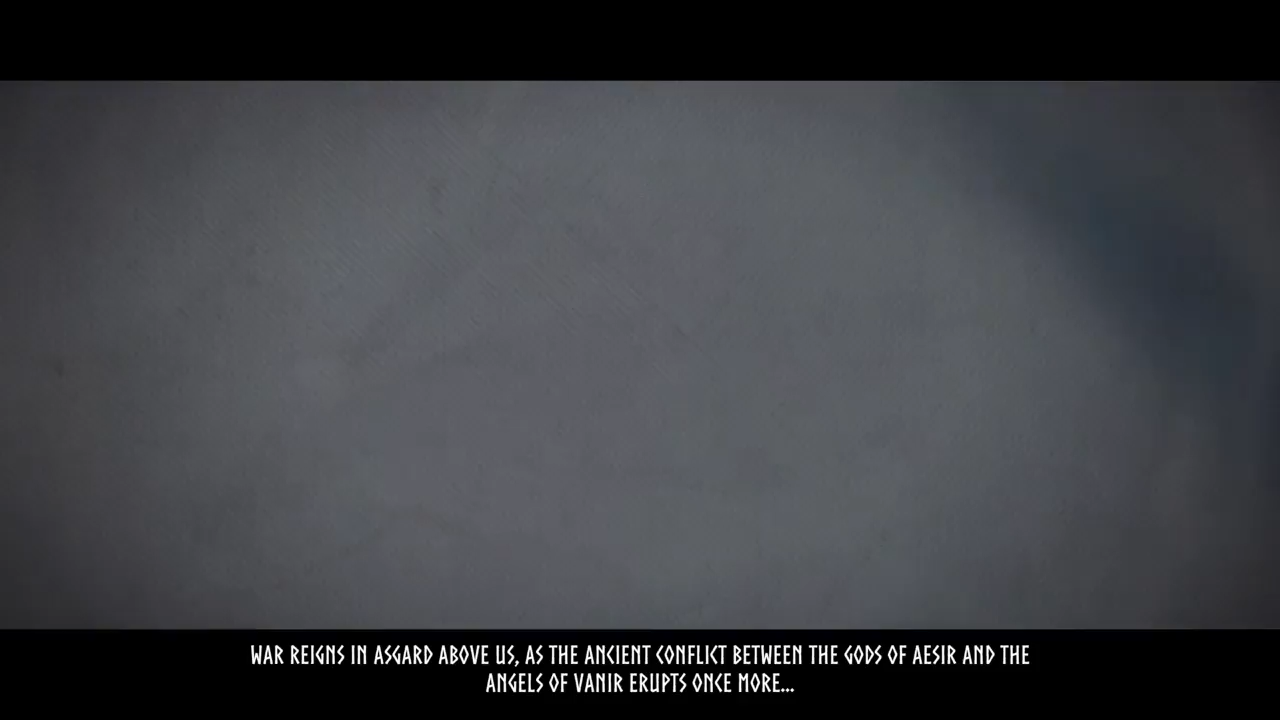 WAR REIGNS IN ASGARD ABOVE US, AS THE ANCIENT CONFLICT BETWEEN THE GODS OF AESIR AND THE
ANGELS OF VANIR ERUPTS ONCE MORE...